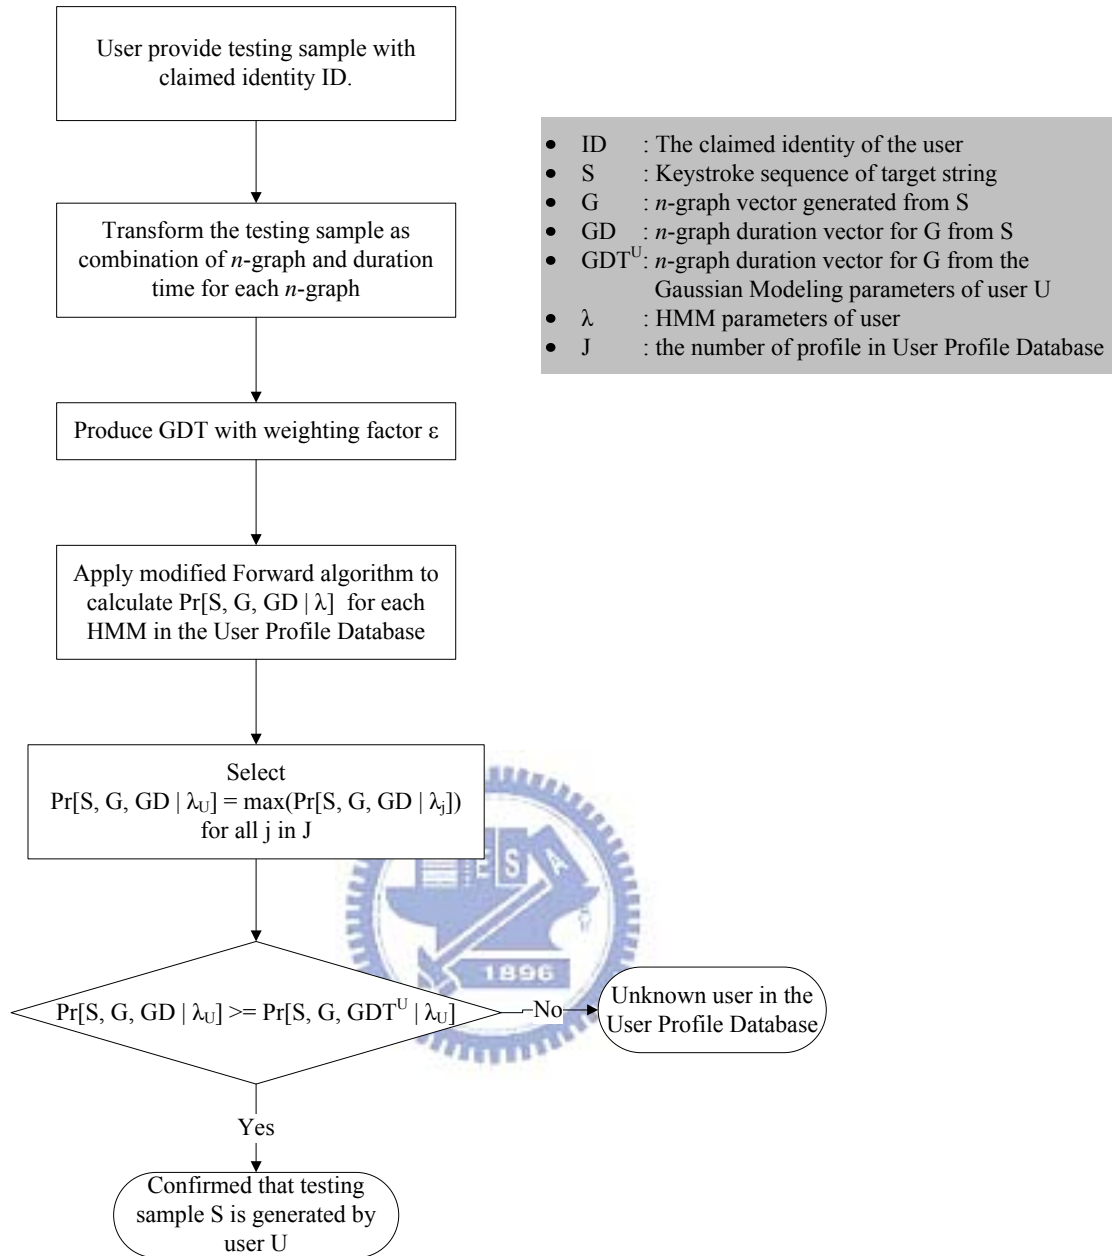 User provide testing sample with
claimed identity ID.
• ID : The claimed identity of the user
• S : Keystroke sequence of target string
• G : n-graph vector generated from S
• GD : n-graph duration vector for G from S
• GDTᵁ: n-graph duration vector for G from the
Gaussian Modeling parameters of user U
• λ : HMM parameters of user
• J : the number of profile in User Profile Database
Transform the testing sample as
combination of n-graph and duration
time for each n-graph
Produce GDT with weighting factor ε
Apply modified Forward algorithm to
calculate Pr[S, G, GD | λ] for each
HMM in the User Profile Database
Select
Pr[S, G, GD | λU] = max(Pr[S, G, GD | λj])
for all j in J
E S A
1896
Pr[S, G, GD | λU] >= Pr[S, G, GDTᵁ | λU]
No
Unknown user in the
User Profile Database
Yes
Confirmed that testing
sample S is generated by
user U